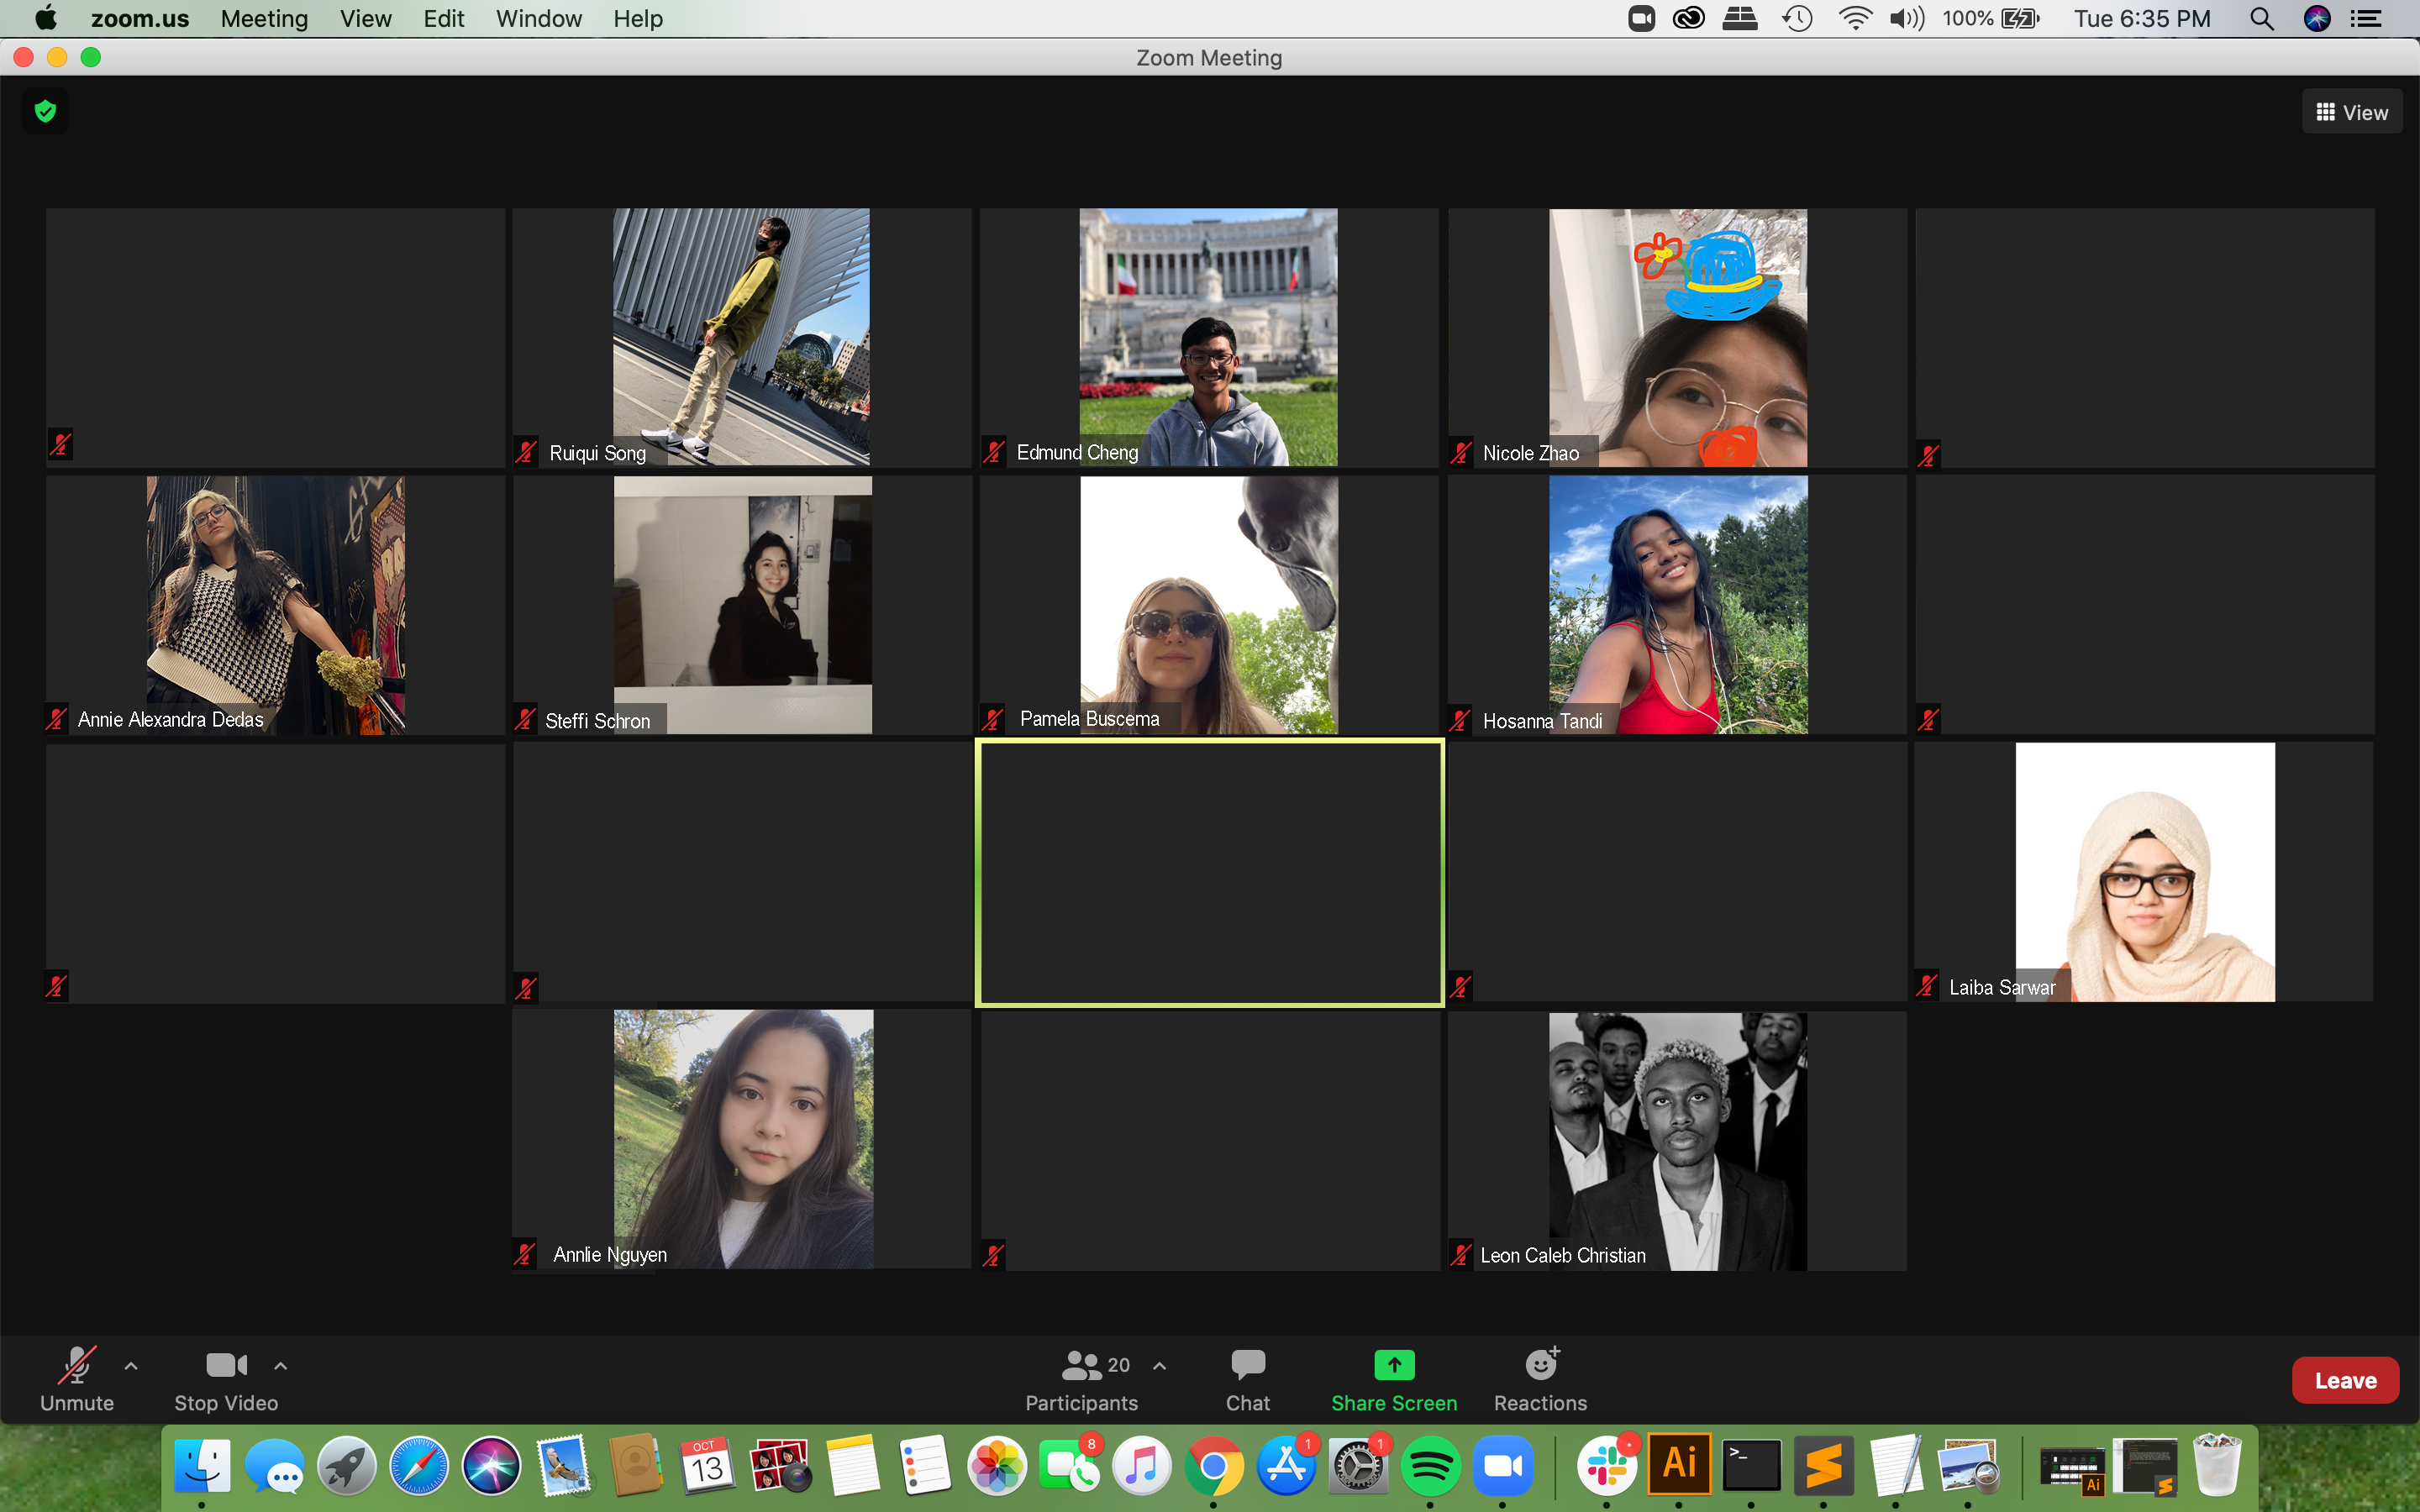 zoom.us Meeting View Edit Window Help 100% Tue 6:35 PM
Zoom Meeting
View
Ruiqui Song
Edmund Cheng
Nicole Zhao
Annie Alexandra Dedas
Steffi Schron
Pamela Buscema
Hosanna Tandi
Laiba Sarwar
Annlie Nguyen
Leon Caleb Christian
20
Unmute Stop Video Participants Chat Share Screen Reactions Leave
8 1 1
OCT
13
Ai
>_
Ai